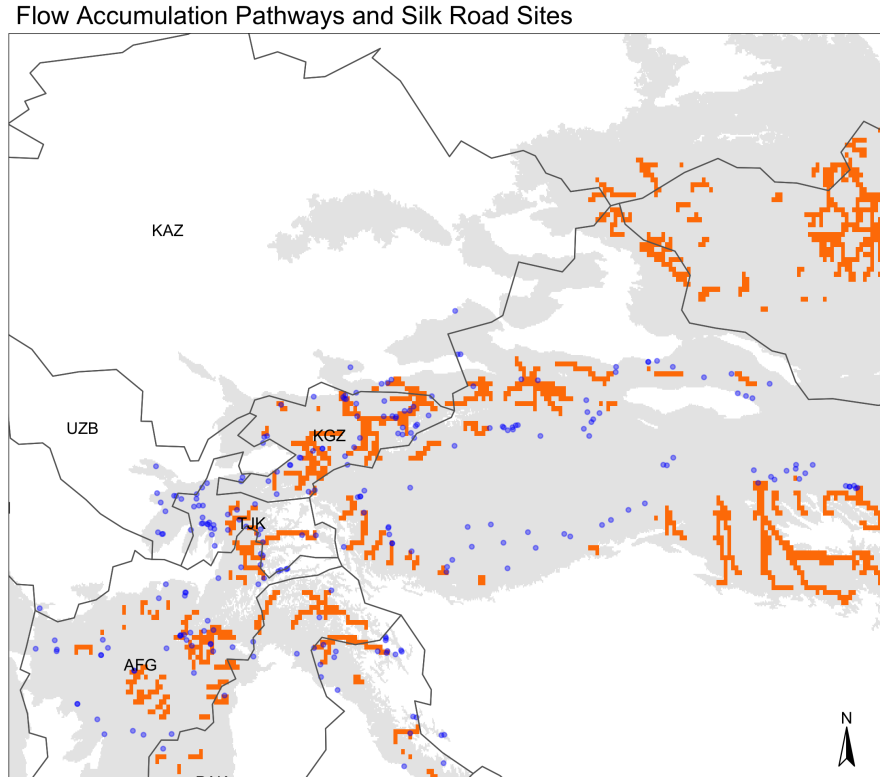 Flow Accumulation Pathways and Silk Road Sites
KAZ
UZB
KGZ
TJK
AFG
N